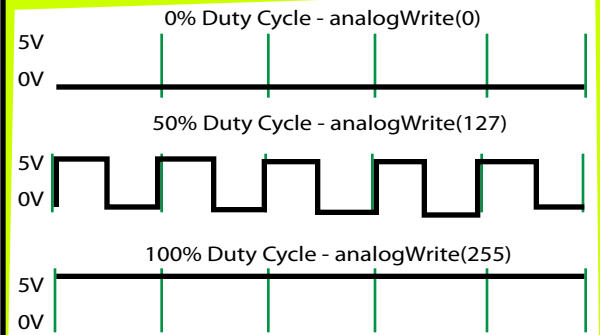 0% Duty Cycle - analogWrite(0)
5V
0V
50% Duty Cycle - analogWrite(127)
5V
0V
100% Duty Cycle - analogWrite(255)
5V
0V